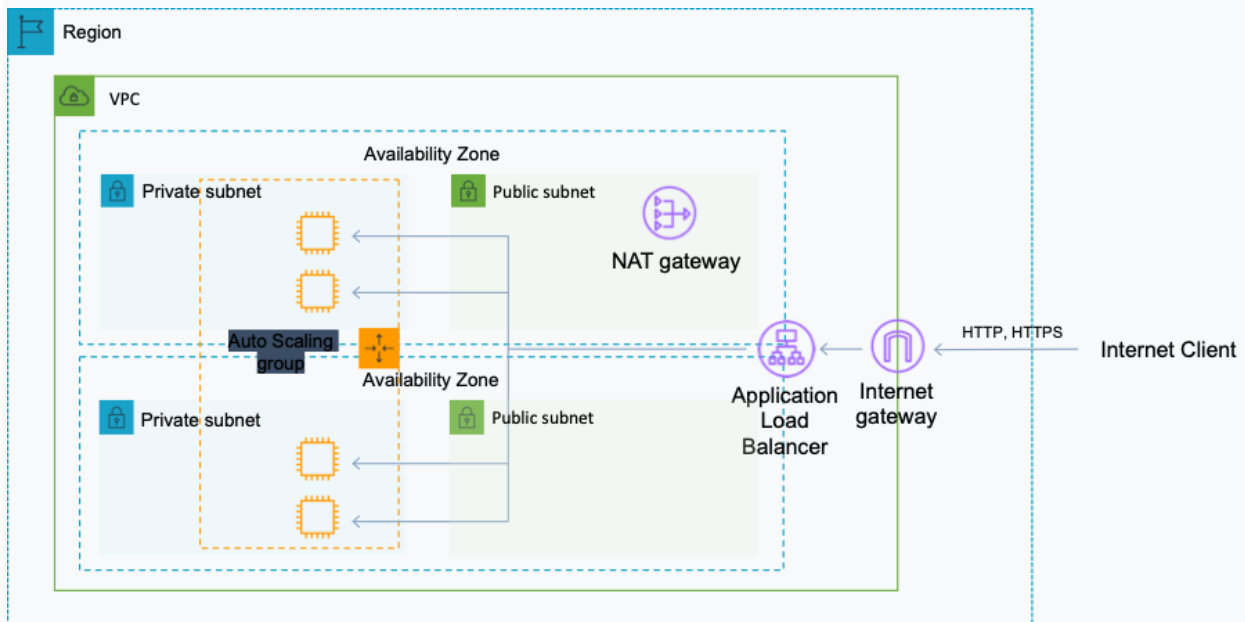 Region
VPC
Availability Zone
Private subnet
Public subnet
NAT gateway
HTTP, HTTPS
Internet Client
Auto Scaling
group
Availability Zone
Application
Load
Balancer
Internet
gateway
Private subnet
Public subnet